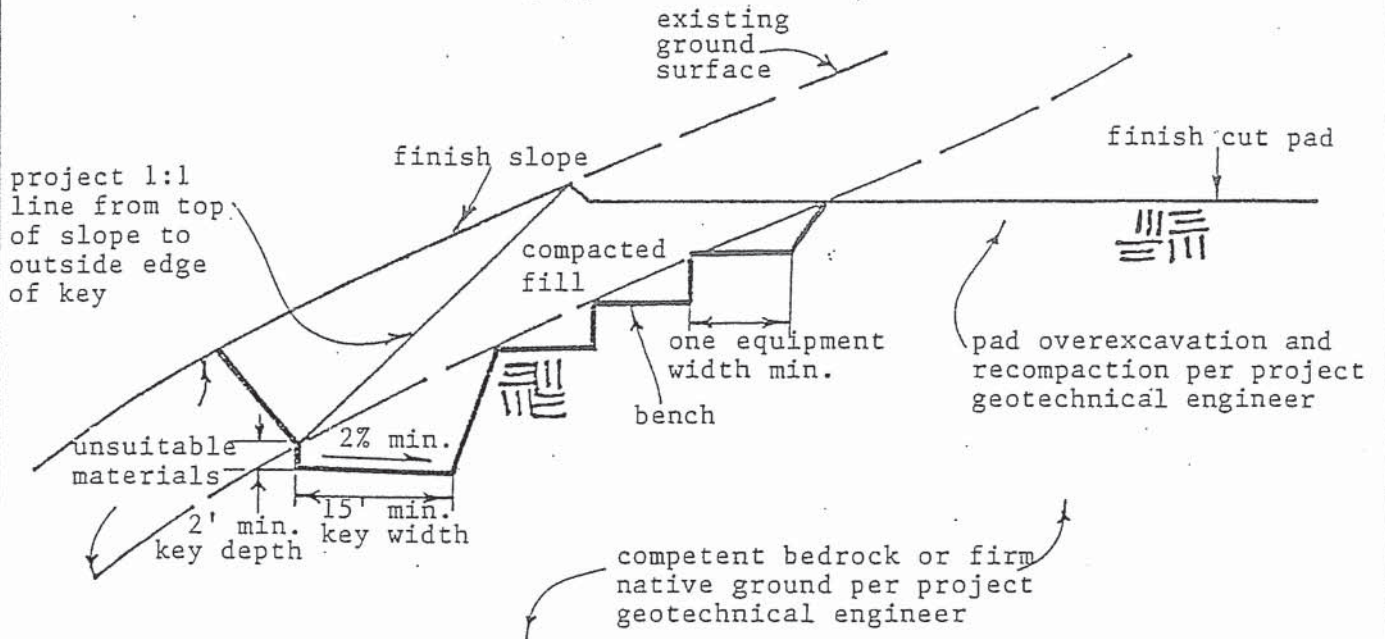 existing
ground
surface
finish cut pad
finish slope
project 1:1
line from top
of slope to
outside edge
of key
compacted
fill
one equipment
width min.
pad overexcavation and
recompaction per project
geotechnical engineer
bench
unsuitable
materials
2% min.
2' min.
key depth
15' min.
key width
competent bedrock or firm
native ground per project
geotechnical engineer